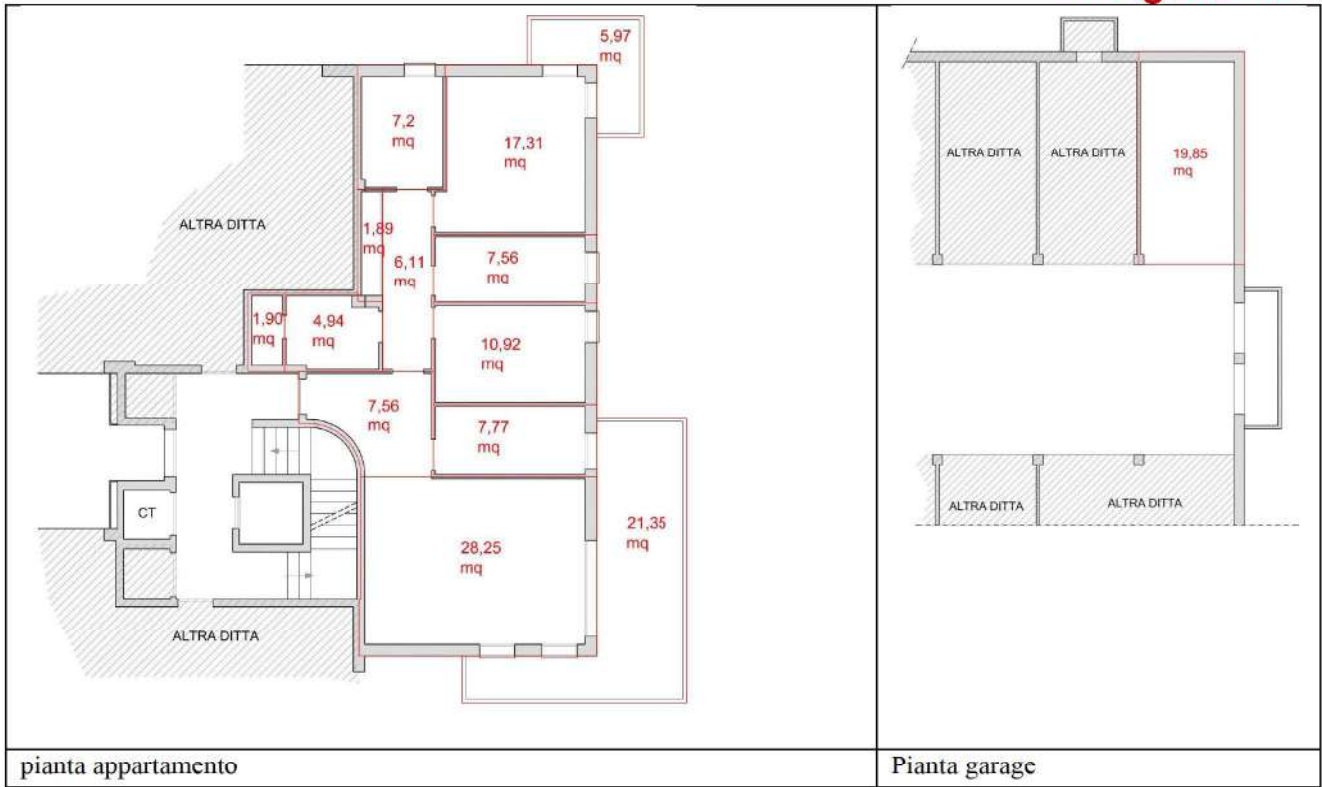 5,97
mq
7,2
mq
17,31
mq
ALTRA DITTA
1,89
mq
6,11
mq
7,56
mq
1,90
mq
4,94
mq
10,92
mq
7,56
mq
7,77
mq
CT
28,25
mq
21,35
mq
ALTRA DITTA
pianta appartamento
ALTRA DITTA
ALTRA DITTA
19,85
mq
ALTRA DITTA
ALTRA DITTA
Pianta garage